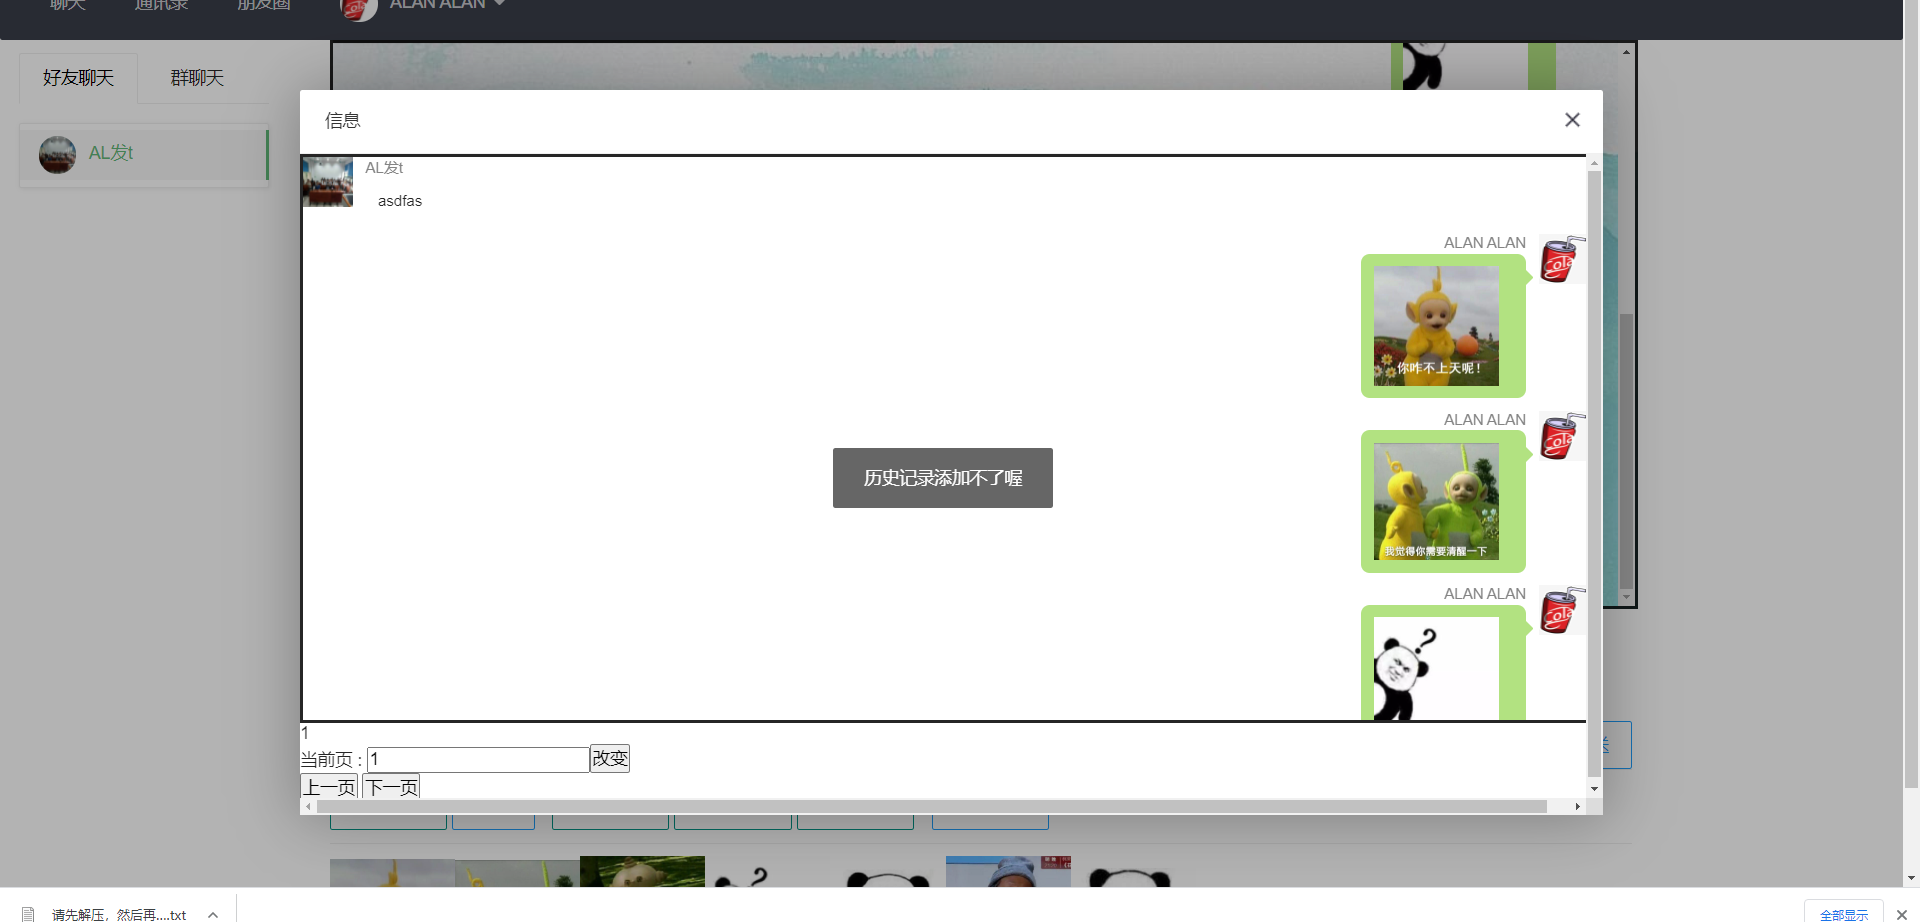 聊天 通讯录 朋友圈 ALAN ALAN
好友聊天 群聊天
AL发t
信息
AL发t
asdfas
ALAN ALAN
Cola
你咋不上天呢！
ALAN ALAN
Cola
我觉得你需要清醒一下
历史记录添加不了喔
ALAN ALAN
Cola
?
1
当前页 : 1 改变
上一页 下一页
请先解压，然后再....txt
全部显示